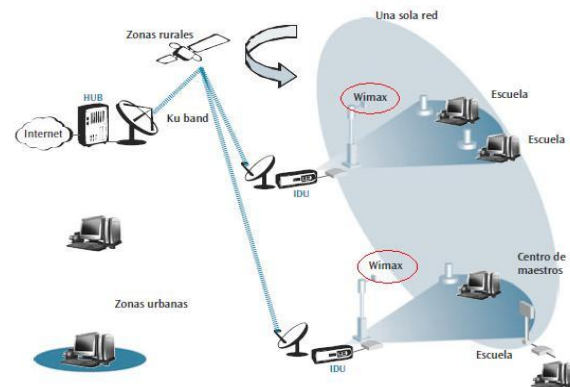 Una sola red
Zonas rurales
Wimax
Escuela
HUB
Internet
Ku band
Escuela
IDU
Wimax
Centro de
maestros
Zonas urbanas
Escuela
IDU